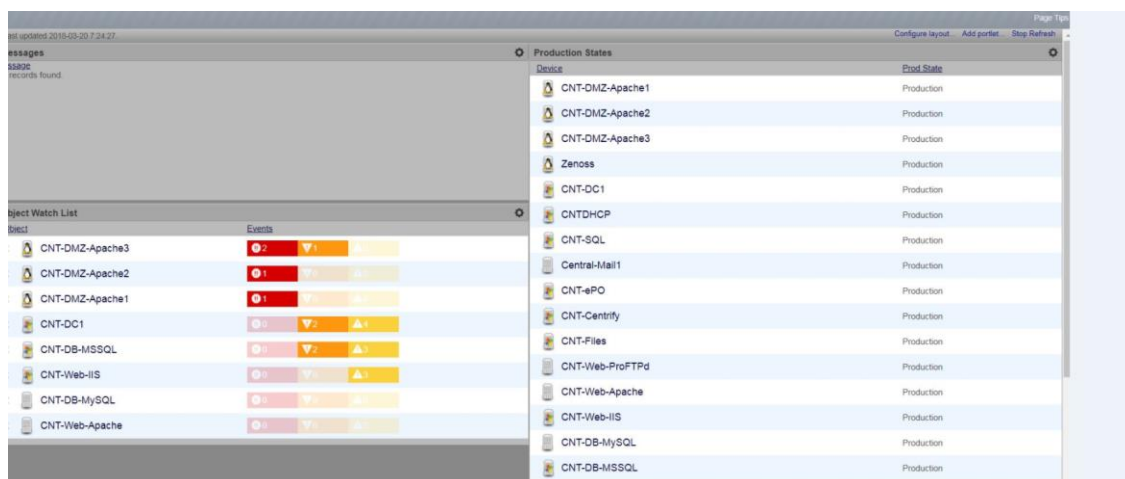 Page Tips
ast updated 2018-03-20 7:24:27.
Configure layout... Add portlet... Stop Refresh
essages
ssage
records found.
bject Watch List
bject Events
CNT-DMZ-Apache3 2 1
CNT-DMZ-Apache2 1
CNT-DMZ-Apache1 1
CNT-DC1 0 2 4
CNT-DB-MSSQL 0 2 3
CNT-Web-IIS 0 3
CNT-DB-MySQL 0
CNT-Web-Apache 0
Production States
Device Prod State
CNT-DMZ-Apache1 Production
CNT-DMZ-Apache2 Production
CNT-DMZ-Apache3 Production
Zenoss Production
CNT-DC1 Production
CNTDHCP Production
CNT-SQL Production
Central-Mail1 Production
CNT-ePO Production
CNT-Centrify Production
CNT-Files Production
CNT-Web-ProFTPd Production
CNT-Web-Apache Production
CNT-Web-IIS Production
CNT-DB-MySQL Production
CNT-DB-MSSQL Production